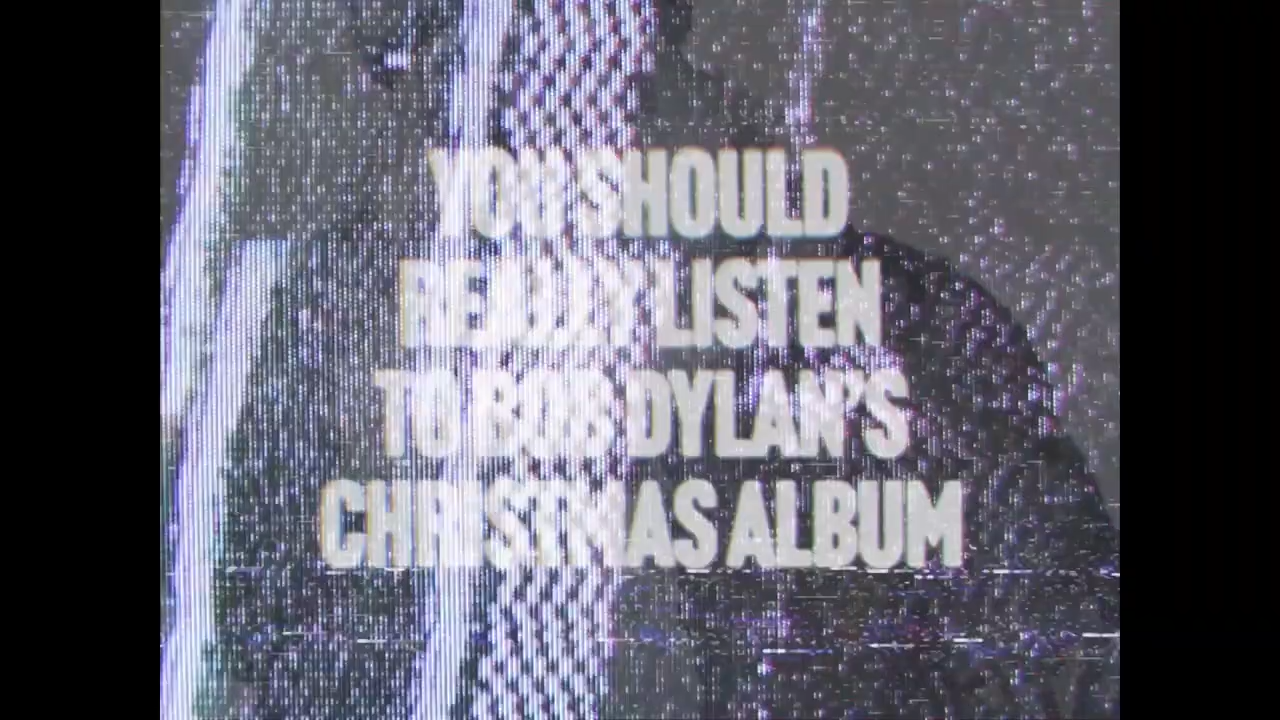 YOU SHOULD
REALLY LISTEN
TO BOB DYLAN'S
CHRISTMAS ALBUM